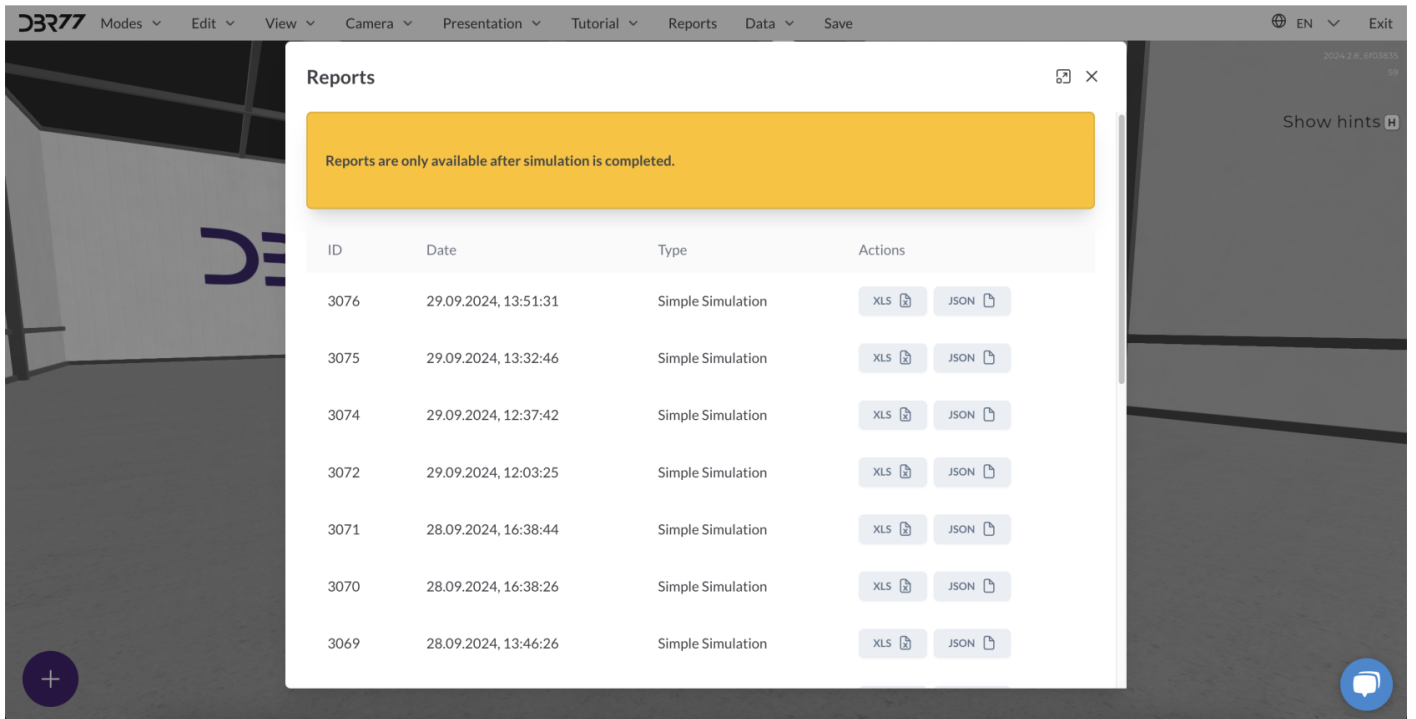 DBR77 Modes Edit View Camera Presentation Tutorial Reports Data Save EN Exit
2024.2.8, 6f03835
59
Show hints H
Reports
Reports are only available after simulation is completed.
ID Date Type Actions
3076 29.09.2024, 13:51:31 Simple Simulation XLS JSON
3075 29.09.2024, 13:32:46 Simple Simulation XLS JSON
3074 29.09.2024, 12:37:42 Simple Simulation XLS JSON
3072 29.09.2024, 12:03:25 Simple Simulation XLS JSON
3071 28.09.2024, 16:38:44 Simple Simulation XLS JSON
3070 28.09.2024, 16:38:26 Simple Simulation XLS JSON
3069 28.09.2024, 13:46:26 Simple Simulation XLS JSON